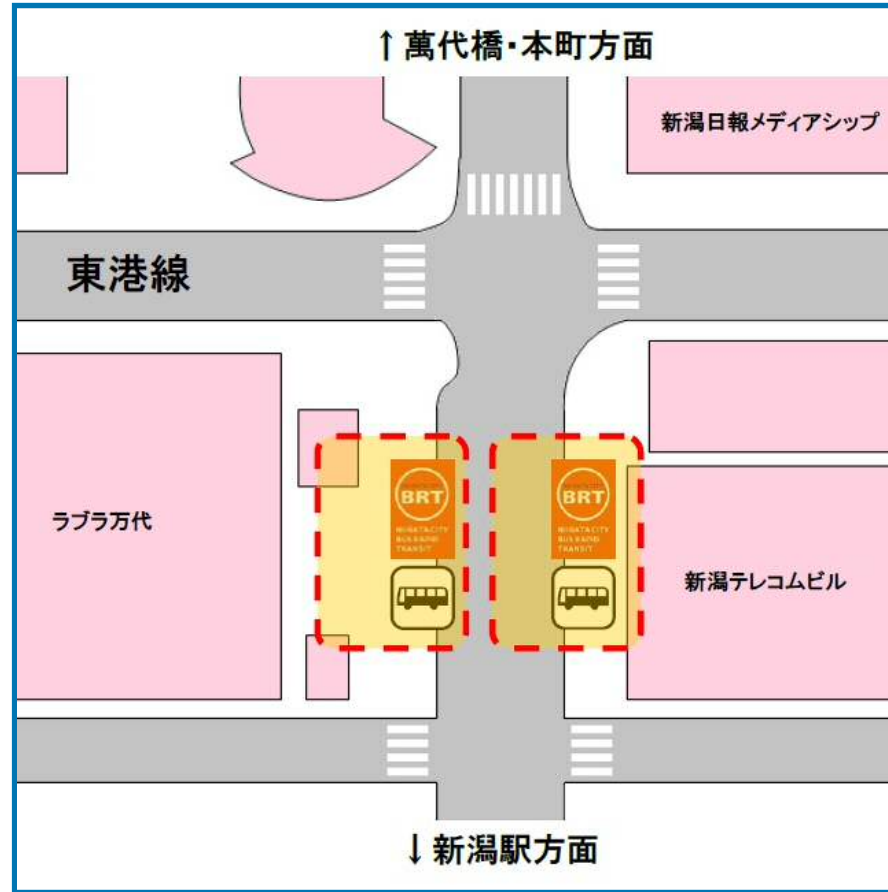 ↑萬代橋・本町方面
新潟日報メディアシップ
東港線
BRT
NIIGATA CITY
BUS RAPID
TRANSIT
BRT
NIIGATA CITY
BUS RAPID
TRANSIT
ラブラ万代
新潟テレコムビル
↓新潟駅方面